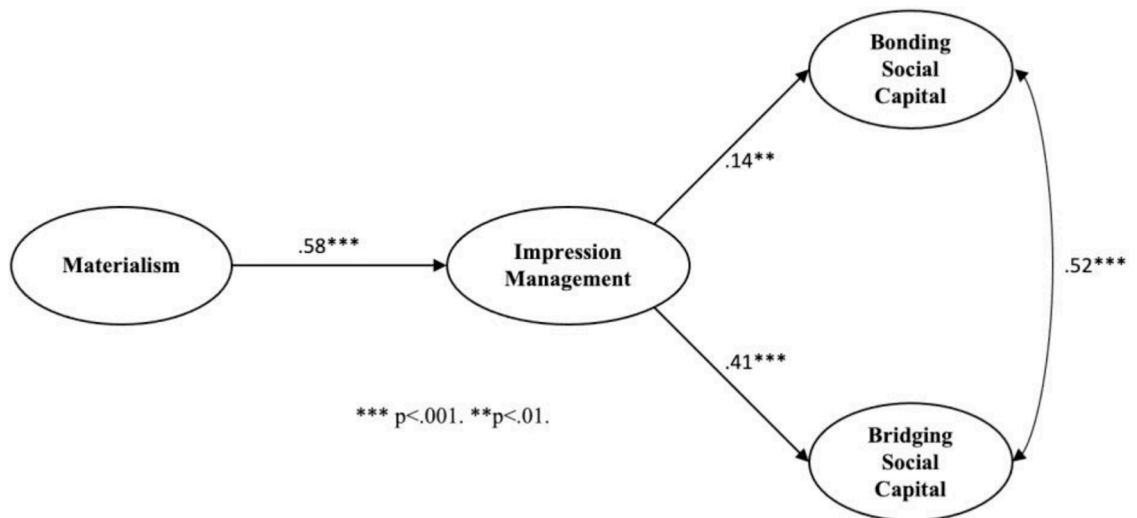 Bonding
Social
Capital
.14**
Materialism
.58***
Impression
Management
.52***
.41***
*** p<.001. **p<.01.
Bridging
Social
Capital